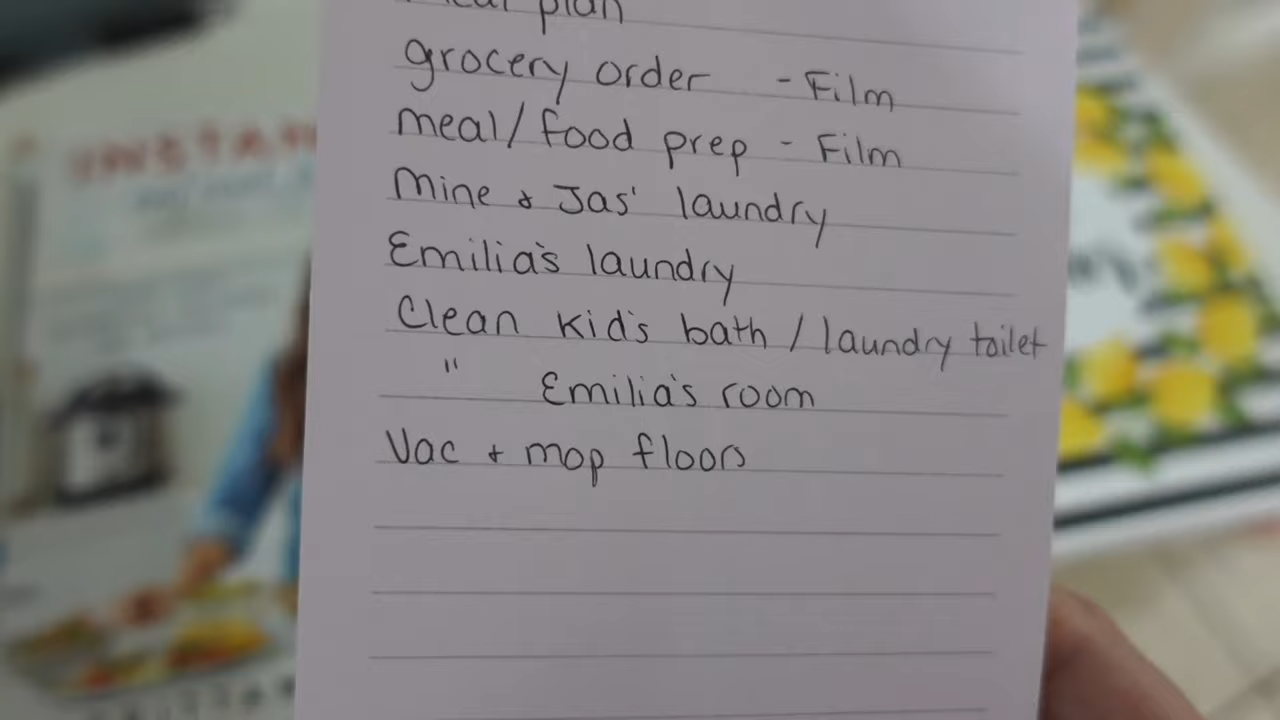 plan
grocery order - Film
meal/food prep - Film
Mine & Jas' laundry
Emilia's laundry
Clean kid's bath / laundry toilet
" Emilia's room
Vac + mop floors